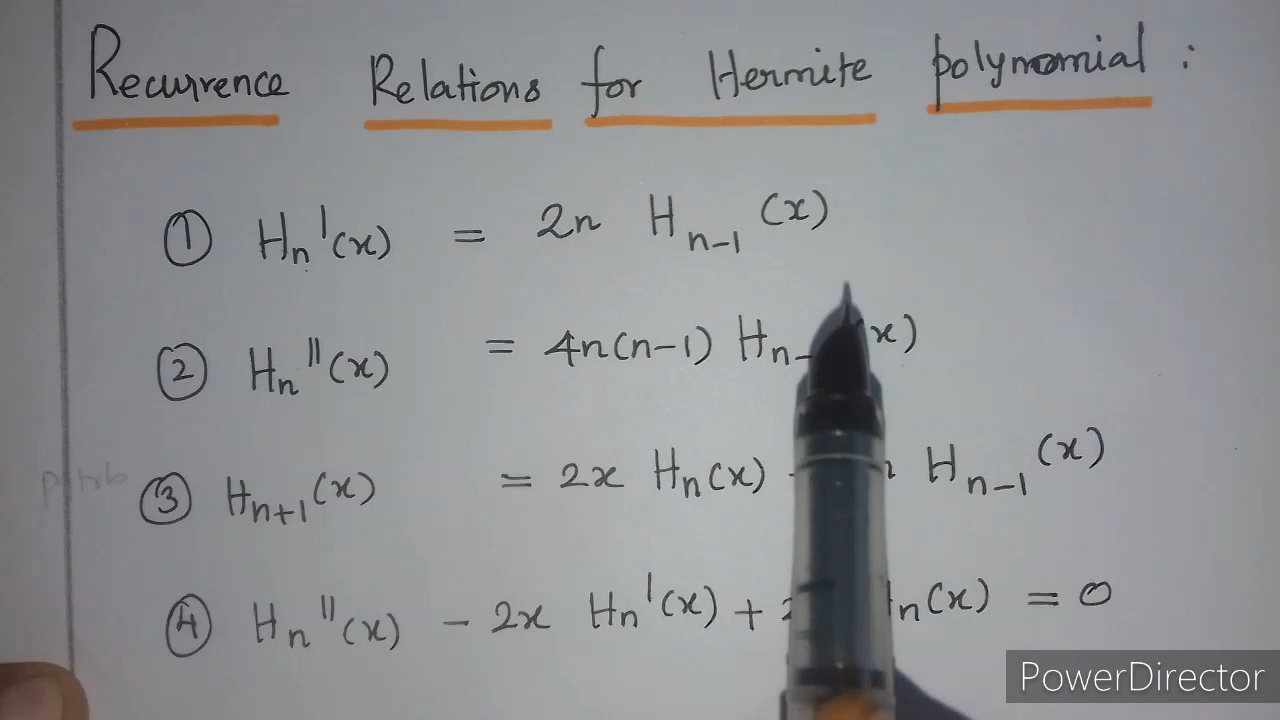 Recurrence Relations for Hermite polynomial :
① Hn'(x) = 2n Hn-1 (x)
② Hn''(x) = 4n(n-1) Hn- x)
③ Hn+1(x) = 2x Hn(x) Hn-1 (x)
④ Hn''(x) - 2x Hn'(x) + n(x) = 0
PowerDirector